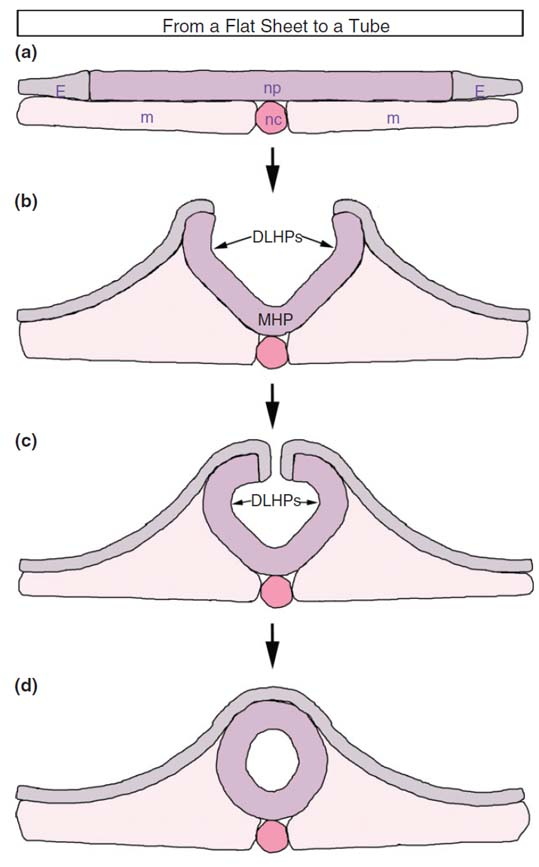 From a Flat Sheet to a Tube
(a)
E np E
m nc m
(b)
DLHPs
MHP
(c)
DLHPs
(d)